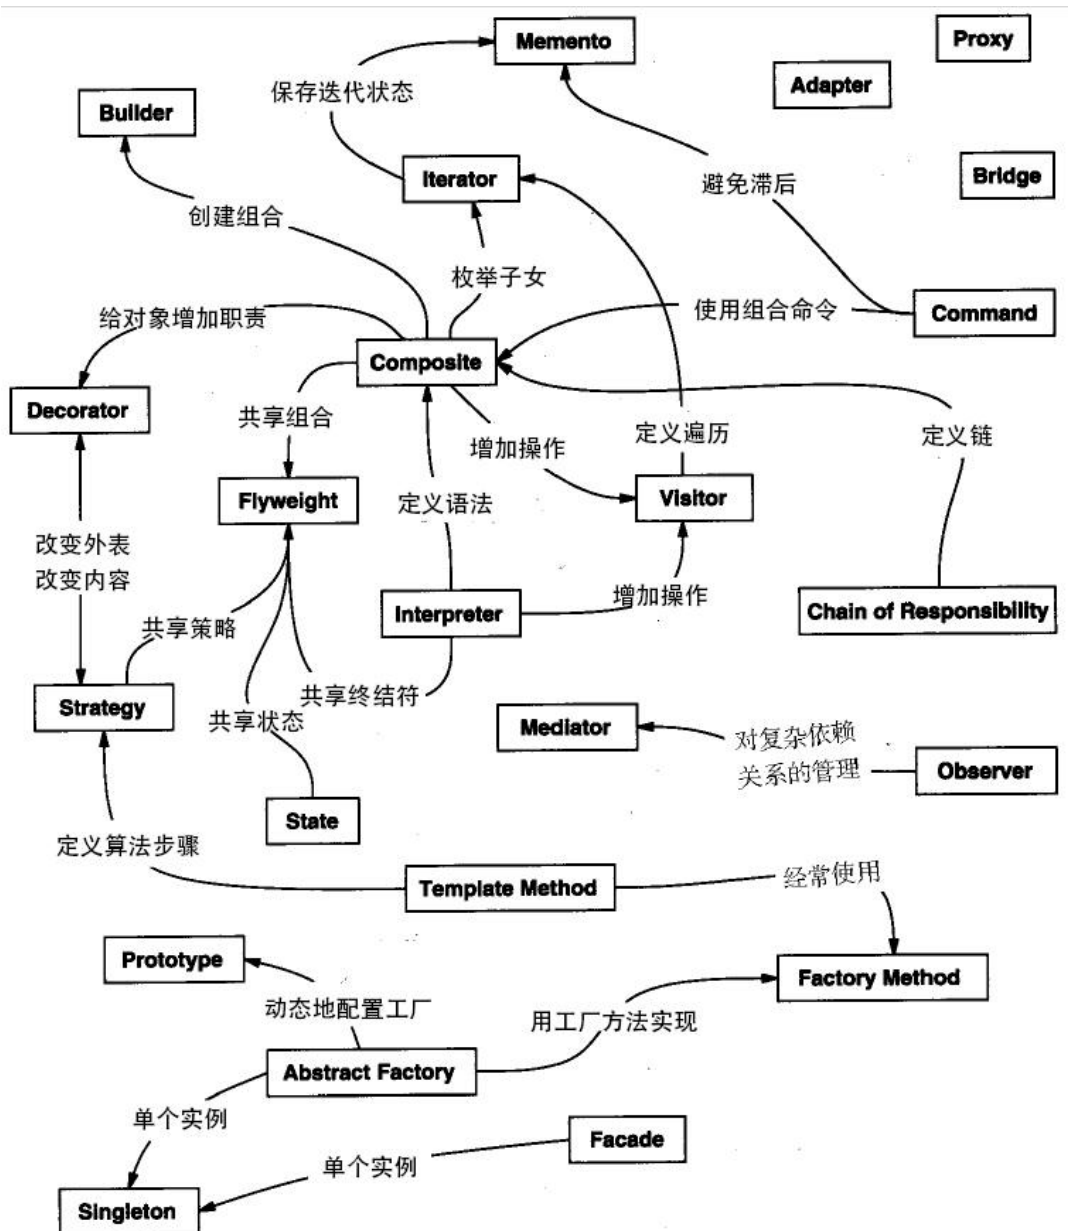 Memento
Proxy
Adapter
保存迭代状态
Builder
Iterator
避免滞后
Bridge
创建组合
枚举子女
给对象增加职责
使用组合命令
Command
Composite
Decorator
共享组合
增加操作
定义遍历
定义链
Flyweight
定义语法
Visitor
改变外表
改变内容
增加操作
Interpreter
Chain of Responsibility
共享策略
共享终结符
Strategy
共享状态
Mediator
对复杂依赖
关系的管理
Observer
State
定义算法步骤
Template Method
经常使用
Prototype
Factory Method
动态地配置工厂
用工厂方法实现
Abstract Factory
单个实例
Facade
单个实例
Singleton